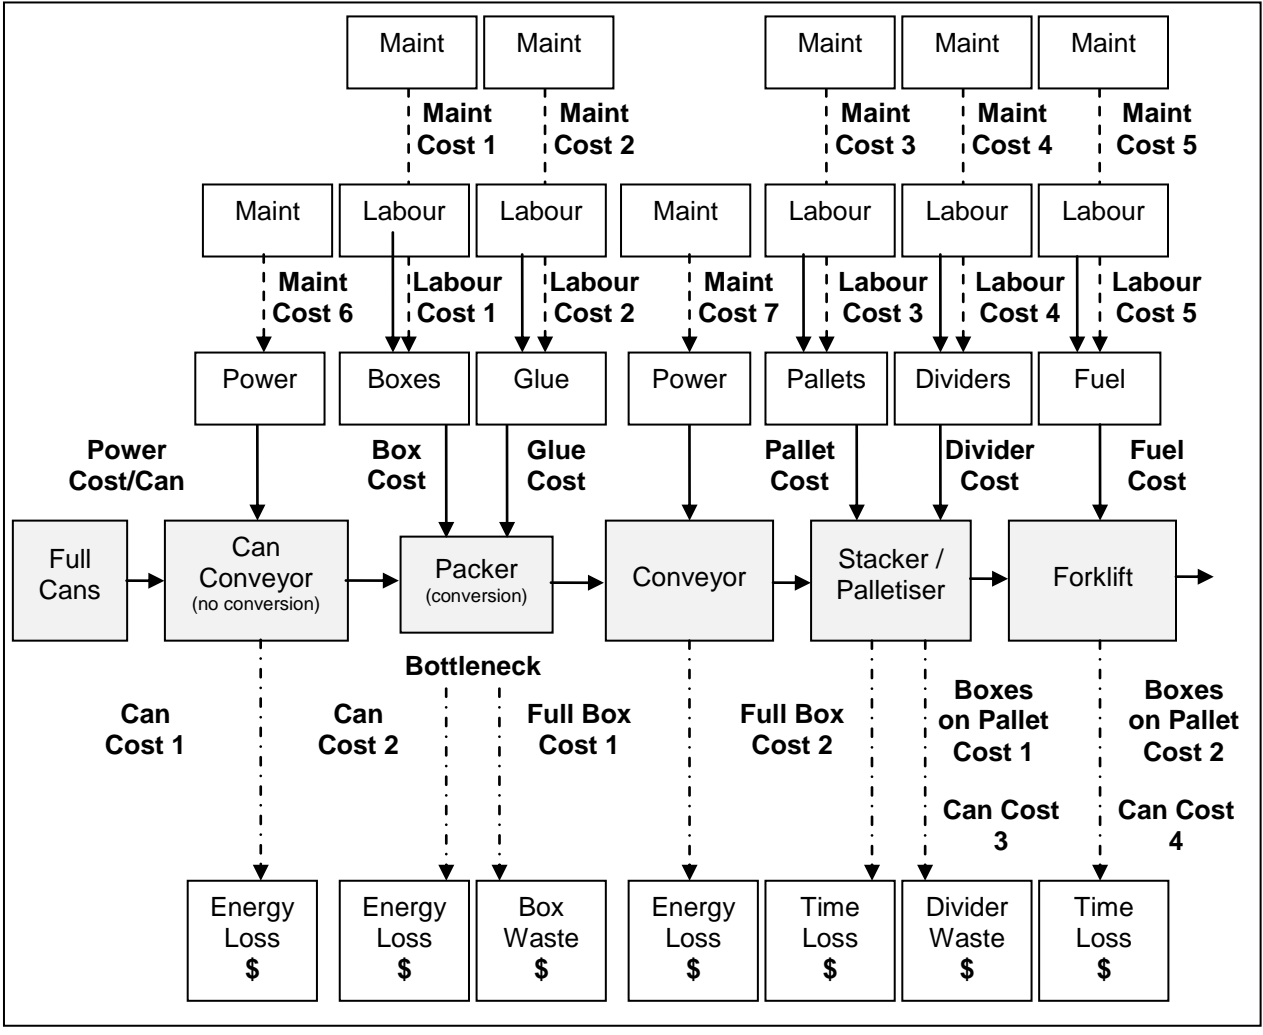 Maint
Maint
Maint
Maint
Maint
Maint
Cost 1
Maint
Cost 2
Maint
Cost 3
Maint
Cost 4
Maint
Cost 5
Maint
Labour
Labour
Maint
Labour
Labour
Labour
Maint
Cost 6
Labour
Cost 1
Labour
Cost 2
Maint
Cost 7
Labour
Cost 3
Labour
Cost 4
Labour
Cost 5
Power
Boxes
Glue
Power
Pallets
Dividers
Fuel
Power
Cost/Can
Box
Cost
Glue
Cost
Pallet
Cost
Divider
Cost
Fuel
Cost
Full
Cans
Can
Conveyor
(no conversion)
Packer
(conversion)
Conveyor
Stacker /
Palletiser
Forklift
Bottleneck
Can
Cost 1
Can
Cost 2
Full Box
Cost 1
Full Box
Cost 2
Boxes
on Pallet
Cost 1
Boxes
on Pallet
Cost 2
Can Cost
3
Can Cost
4
Energy
Loss
$
Energy
Loss
$
Box
Waste
$
Energy
Loss
$
Time
Loss
$
Divider
Waste
$
Time
Loss
$